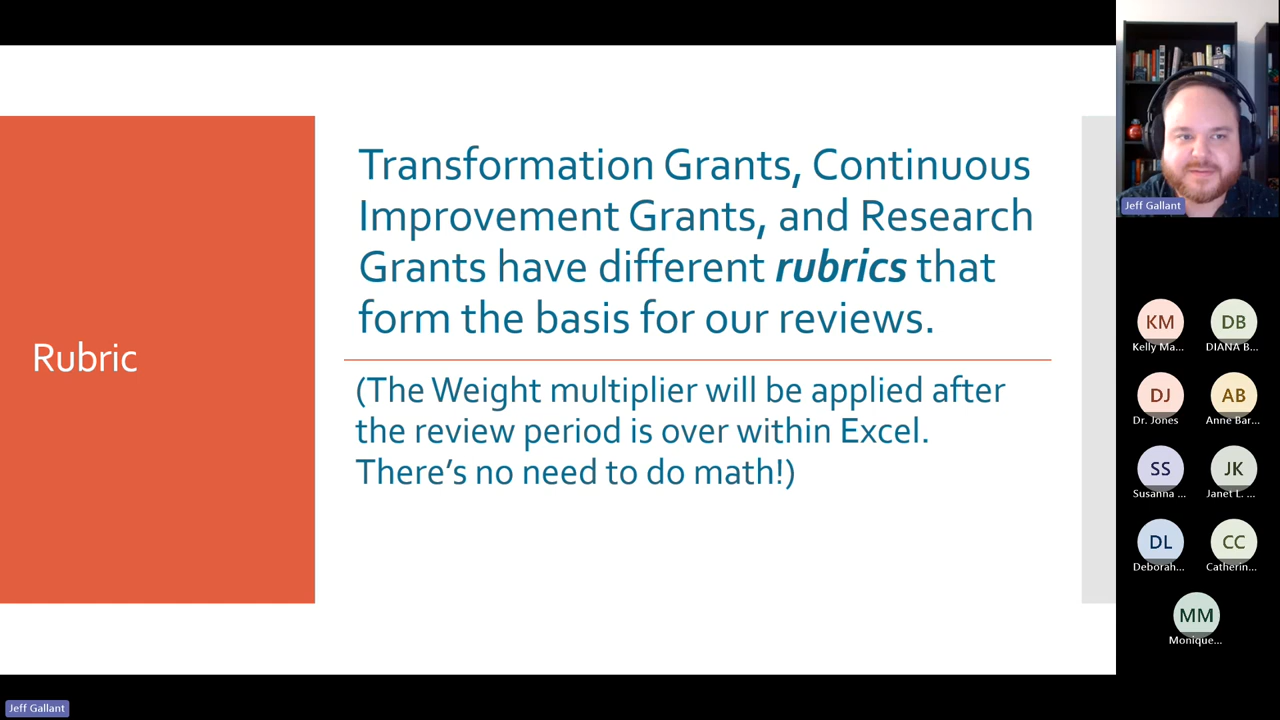 Rubric
Transformation Grants, Continuous
Improvement Grants, and Research
Grants have different rubrics that
form the basis for our reviews.
(The Weight multiplier will be applied after
the review period is over within Excel.
There's no need to do math!)
Jeff Gallant
KM
Kelly Ma...
DB
DIANA B...
DJ
Dr. Jones
AB
Anne Bar...
SS
Susanna ...
JK
Janet L. ...
DL
Deborah...
CC
Catherin...
MM
Monique...
Jeff Gallant